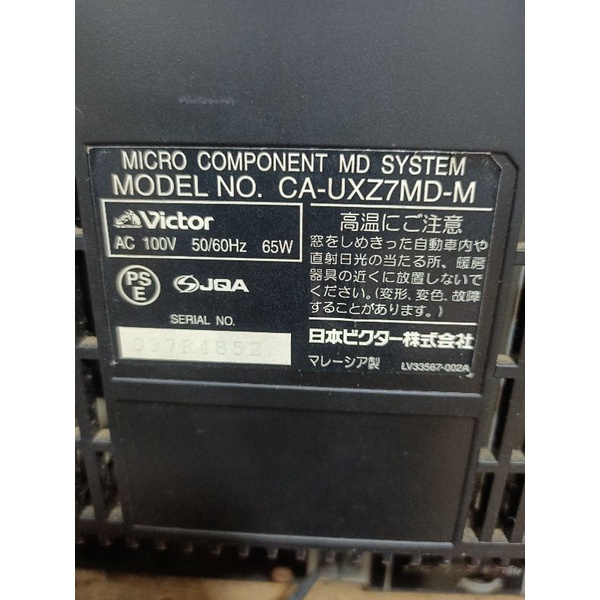 MICRO COMPONENT MD SYSTEM
MODEL NO. CA-UXZ7MD-M
Victor
AC 100V 50/60Hz 65W
PS
E
JQA
SERIAL NO.
097R4852
高温にご注意
窓をしめきった自動車内や
直射日光の当たる所、暖房
器具の近くに放置しないで
ください。(変形、変色、故障
することがあります。)
日本ビクター株式会社
マレーシア製 LV33567-002A